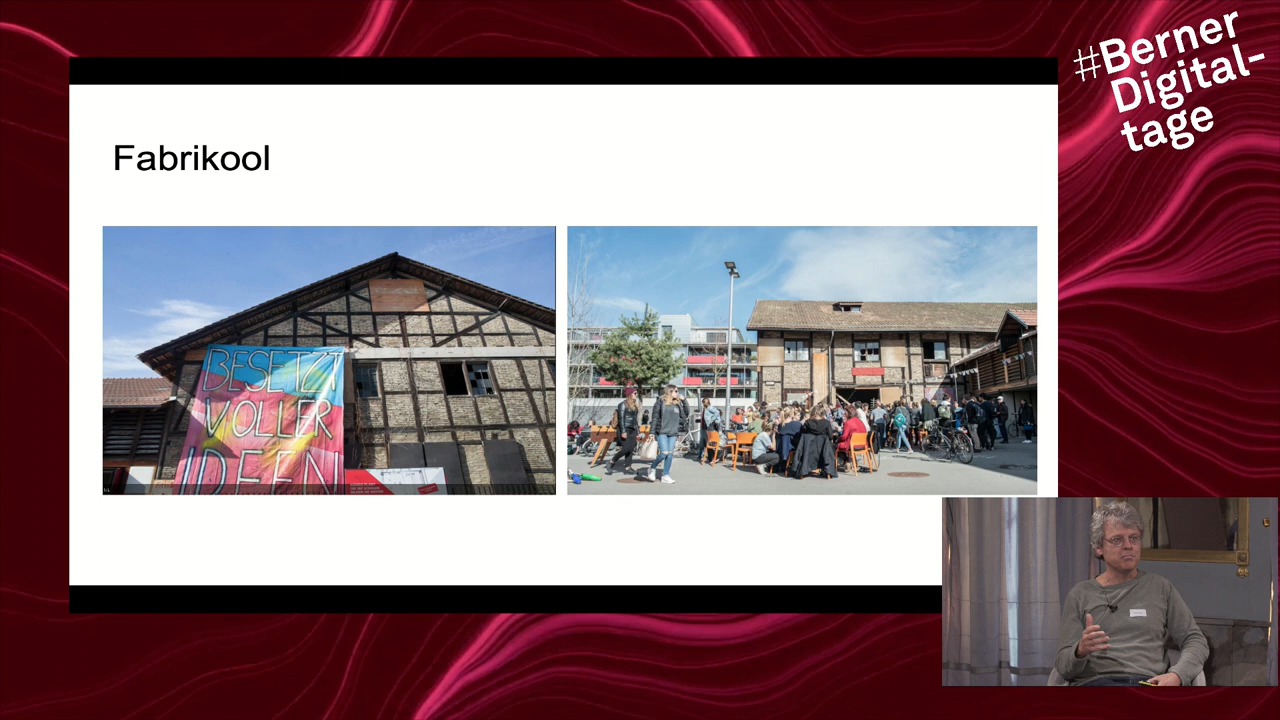 #Berner
Digital-
tage
Fabrikool
BESETZT
VOLLER
IDEEN